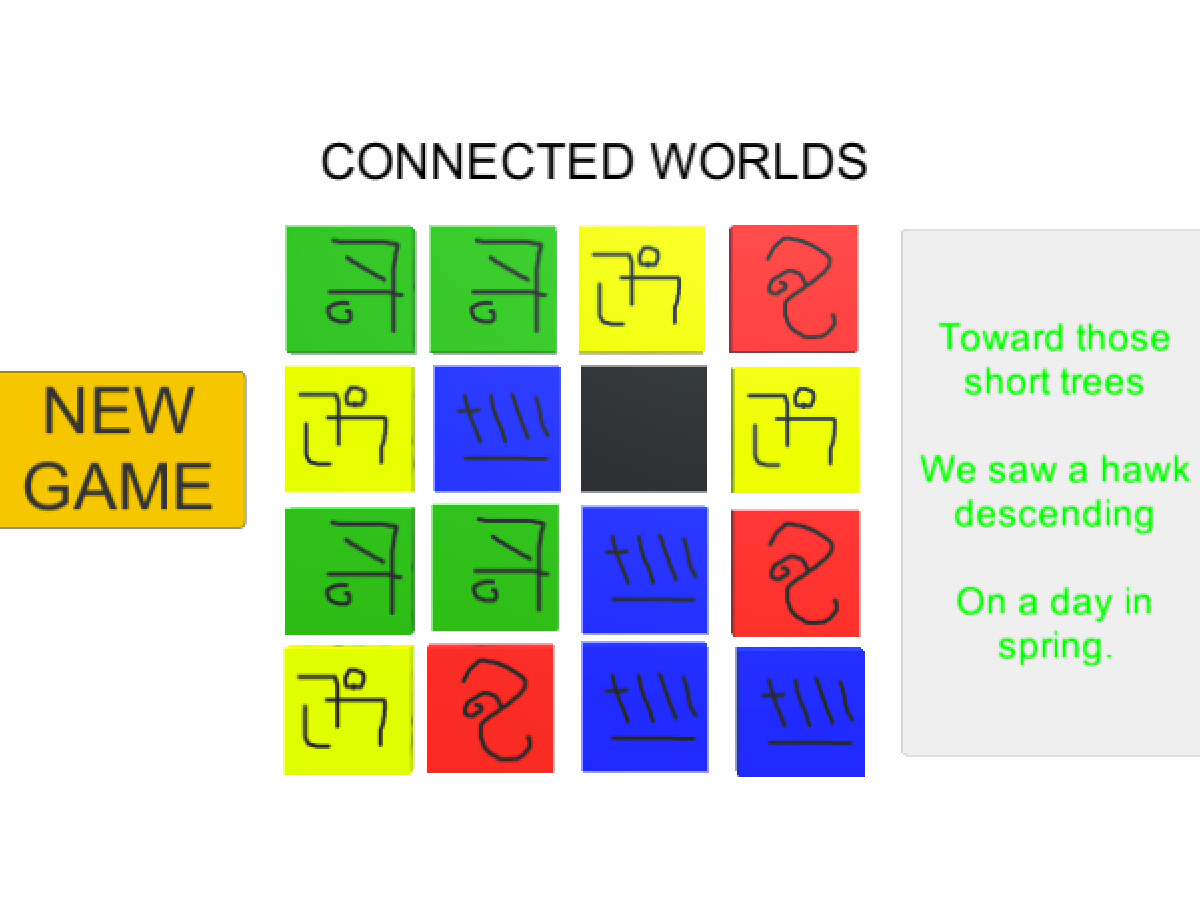 CONNECTED WORLDS
NEW
GAME
Toward those
short trees
We saw a hawk
descending
On a day in
spring.